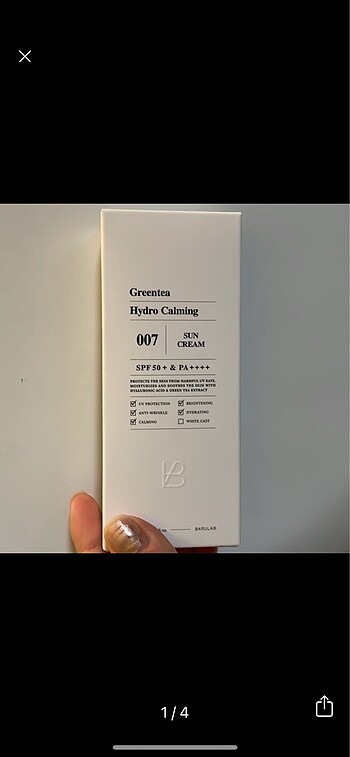 Greentea
Hydro Calming
007
SUN
CREAM
SPF 50+ & PA++++
PROTECTS THE SKIN FROM HARMFUL UV RAYS,
MOISTURIZES AND SOOTHES THE SKIN WITH
HYALURONIC ACID & GREEN TEA EXTRACT
UV PROTECTION
BRIGHTENING
ANTI-WRINKLE
HYDRATING
CALMING
WHITE CAST
BARULAB
1/4